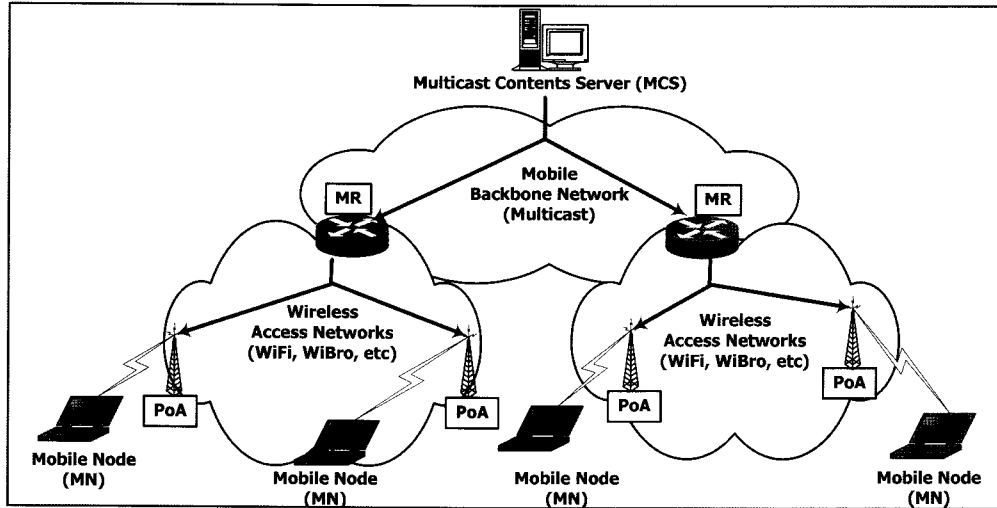 Multicast Contents Server (MCS)
Mobile
Backbone Network
(Multicast)
MR
MR
Wireless
Access Networks
(WiFi, WiBro, etc)
Wireless
Access Networks
(WiFi, WiBro, etc)
PoA
PoA
PoA
PoA
Mobile Node
(MN)
Mobile Node
(MN)
Mobile Node
(MN)
Mobile Node
(MN)